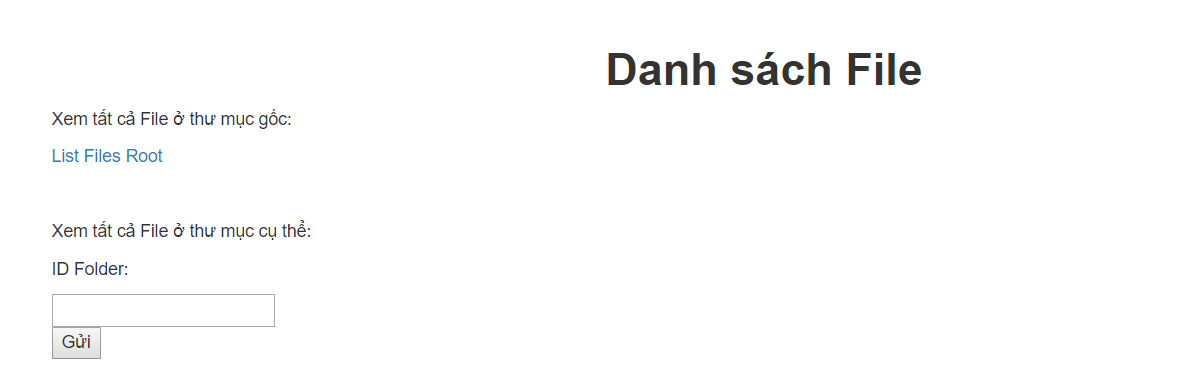 Danh sách File
Xem tất cả File ở thư mục gốc:
List Files Root
Xem tất cả File ở thư mục cụ thể:
ID Folder:
Gửi